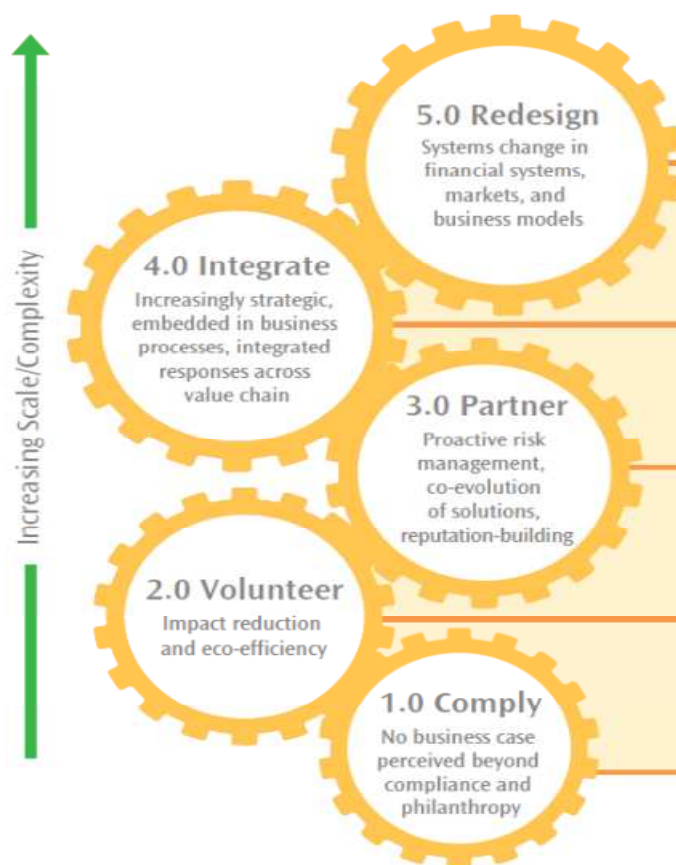 5.0 Redesign
Systems change in
financial systems,
markets, and
business models
4.0 Integrate
Increasingly strategic,
embedded in business
processes, integrated
responses across
value chain
3.0 Partner
Proactive risk
management,
co-evolution
of solutions,
reputation-building
2.0 Volunteer
Impact reduction
and eco-efficiency
1.0 Comply
No business case
perceived beyond
compliance and
philanthropy
Increasing Scale/Complexity